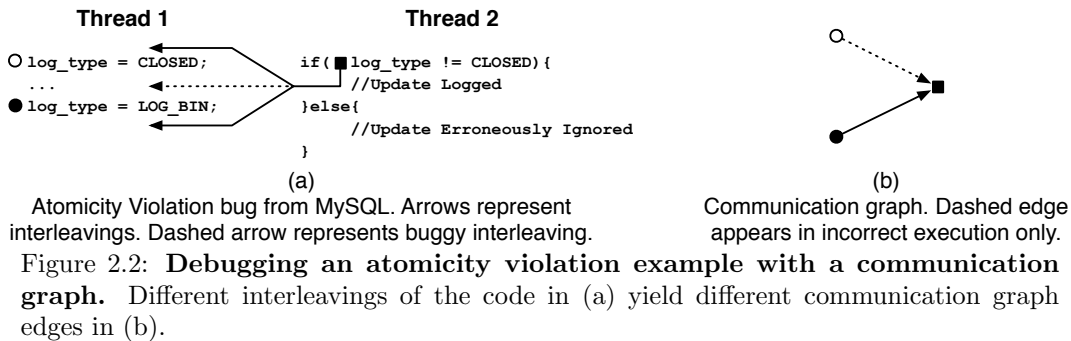 Thread 1 Thread 2
log_type = CLOSED; if( log_type != CLOSED){
... //Update Logged
log_type = LOG_BIN; }else{
//Update Erroneously Ignored
}
(a) (b)
Atomicity Violation bug from MySQL. Arrows represent
interleavings. Dashed arrow represents buggy interleaving.
Communication graph. Dashed edge
appears in incorrect execution only.
Figure 2.2: Debugging an atomicity violation example with a communication
graph. Different interleavings of the code in (a) yield different communication graph
edges in (b).